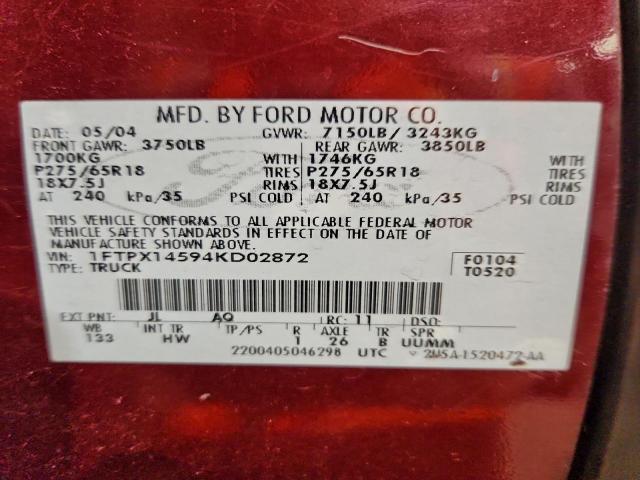 MFD. BY FORD MOTOR CO.
DATE: 05/04 GVWR: 7150LB/ 3243KG
FRONT GAWR: 3750LB REAR GAWR: 3850LB
1700KG WITH 1746KG WITH
P275/65R18 TIRES P275/65R18 TIRES
18X7.5J RIMS 18X7.5J RIMS
AT 240 kPa/35 PSI COLD AT 240 kPa/35 PSI COLD
THIS VEHICLE CONFORMS TO ALL APPLICABLE FEDERAL MOTOR
VEHICLE SAFETY STANDARDS IN EFFECT ON THE DATE OF
MANUFACTURE SHOWN ABOVE.
VIN: 1FTPX14594KD02872 F0104
TYPE: TRUCK T0520
EXT PNT: JL AQ RC: 11 DSO:
WB INT TR TP/PS R AXLE TR SPR
133 HW 1 26 B UUMM
2200405046298 UTC